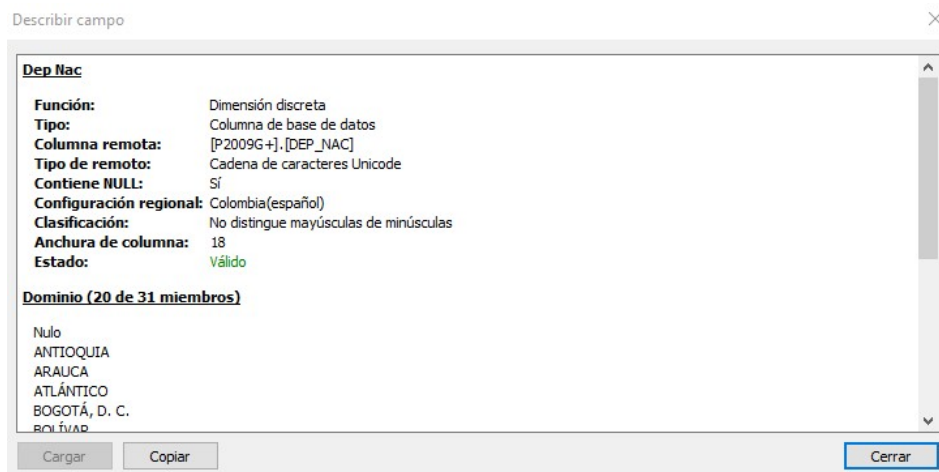 Describir campo
Dep Nac
Función: Dimensión discreta
Tipo: Columna de base de datos
Columna remota: [P2009G+].[DEP_NAC]
Tipo de remoto: Cadena de caracteres Unicode
Contiene NULL: Sí
Configuración regional: Colombia(español)
Clasificación: No distingue mayúsculas de minúsculas
Anchura de columna: 18
Estado: Válido
Dominio (20 de 31 miembros)
Nulo
ANTIOQUIA
ARAUCA
ATLÁNTICO
BOGOTÁ, D. C.
BOLÍVAR
Cargar Copiar Cerrar